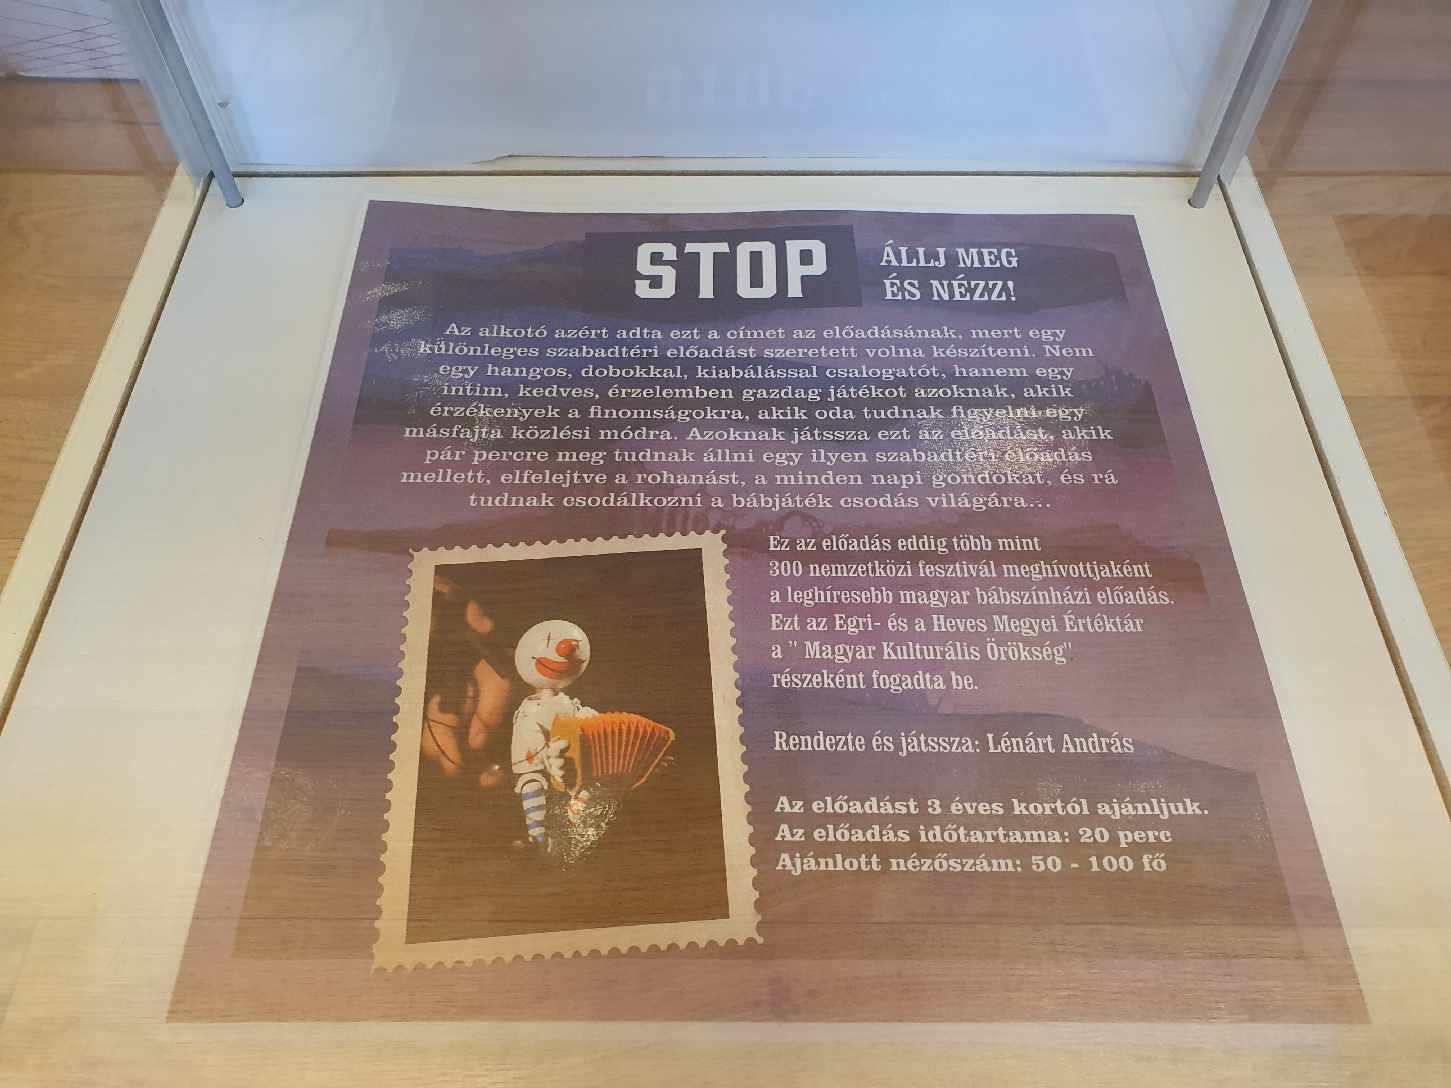 STOP
ÁLLJ MEG
ÉS NÉZZ!
Az alkotó azért adta ezt a címet az előadásának, mert egy
különleges szabadtéri előadást szeretett volna készíteni. Nem
egy hangos, dobokkal, kiabálással csalogatót, hanem egy
intim, kedves, érzelemben gazdag játékot azoknak, akik
érzékenyek a finomságokra, akik oda tudnak figyelni egy
másfajta közlési módra. Azoknak játssza ezt az előadást, akik
pár percre meg tudnak állni egy ilyen szabadtéri előadás
mellett, elfelejtve a rohanást, a minden napi gondokat, és rá
tudnak csodálkozni a bábjáték csodás világára...
Ez az előadás eddig több mint
300 nemzetközi fesztivál meghívottjaként
a leghíresebb magyar bábszínházi előadás.
Ezt az Egri- és a Heves Megyei Értéktár
a " Magyar Kulturális Örökség"
részeként fogadta be.
Rendezte és játssza: Lénárt András
Az előadást 3 éves kortól ajánljuk.
Az előadás időtartama: 20 perc
Ajánlott nézőszám: 50 - 100 fő